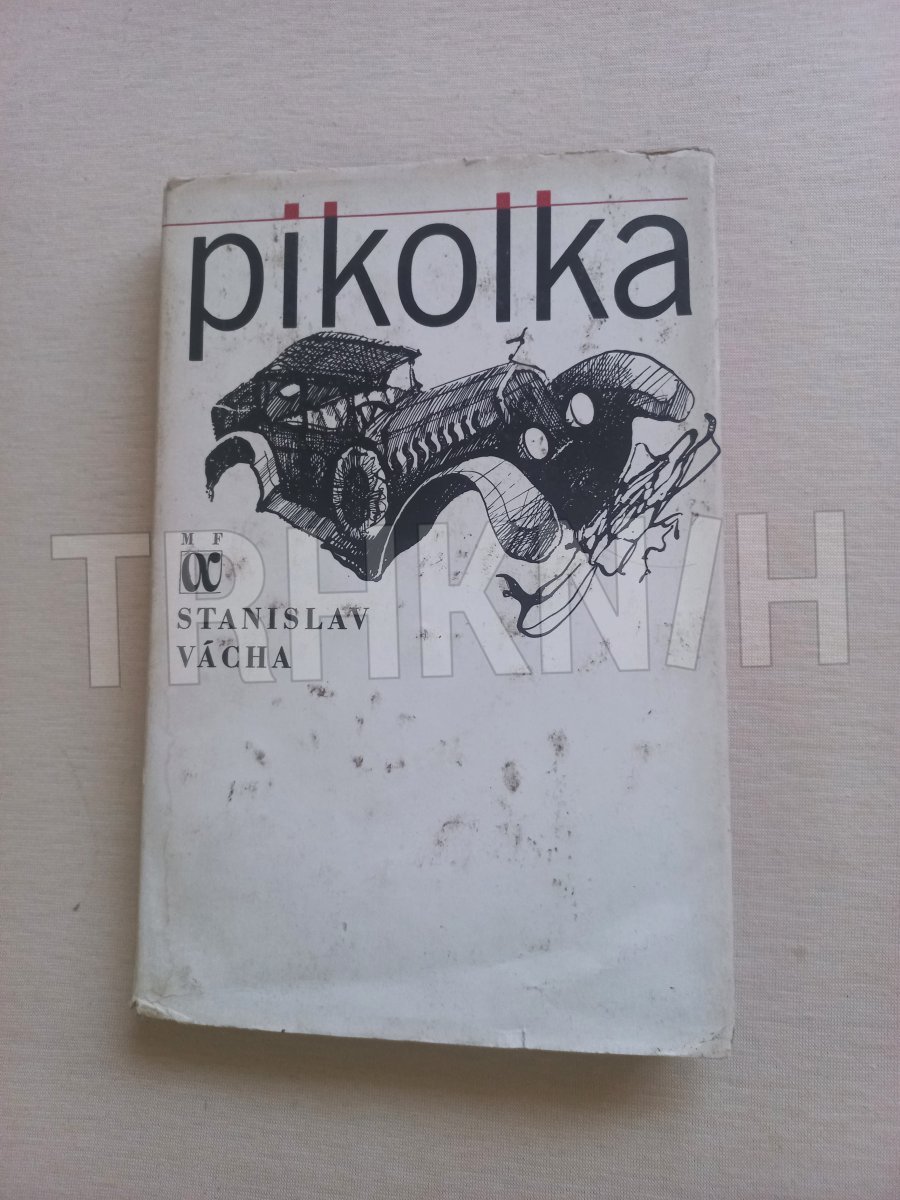 pikolka
M F
α
STANISLAV
VÁCHA
TRHKNIH